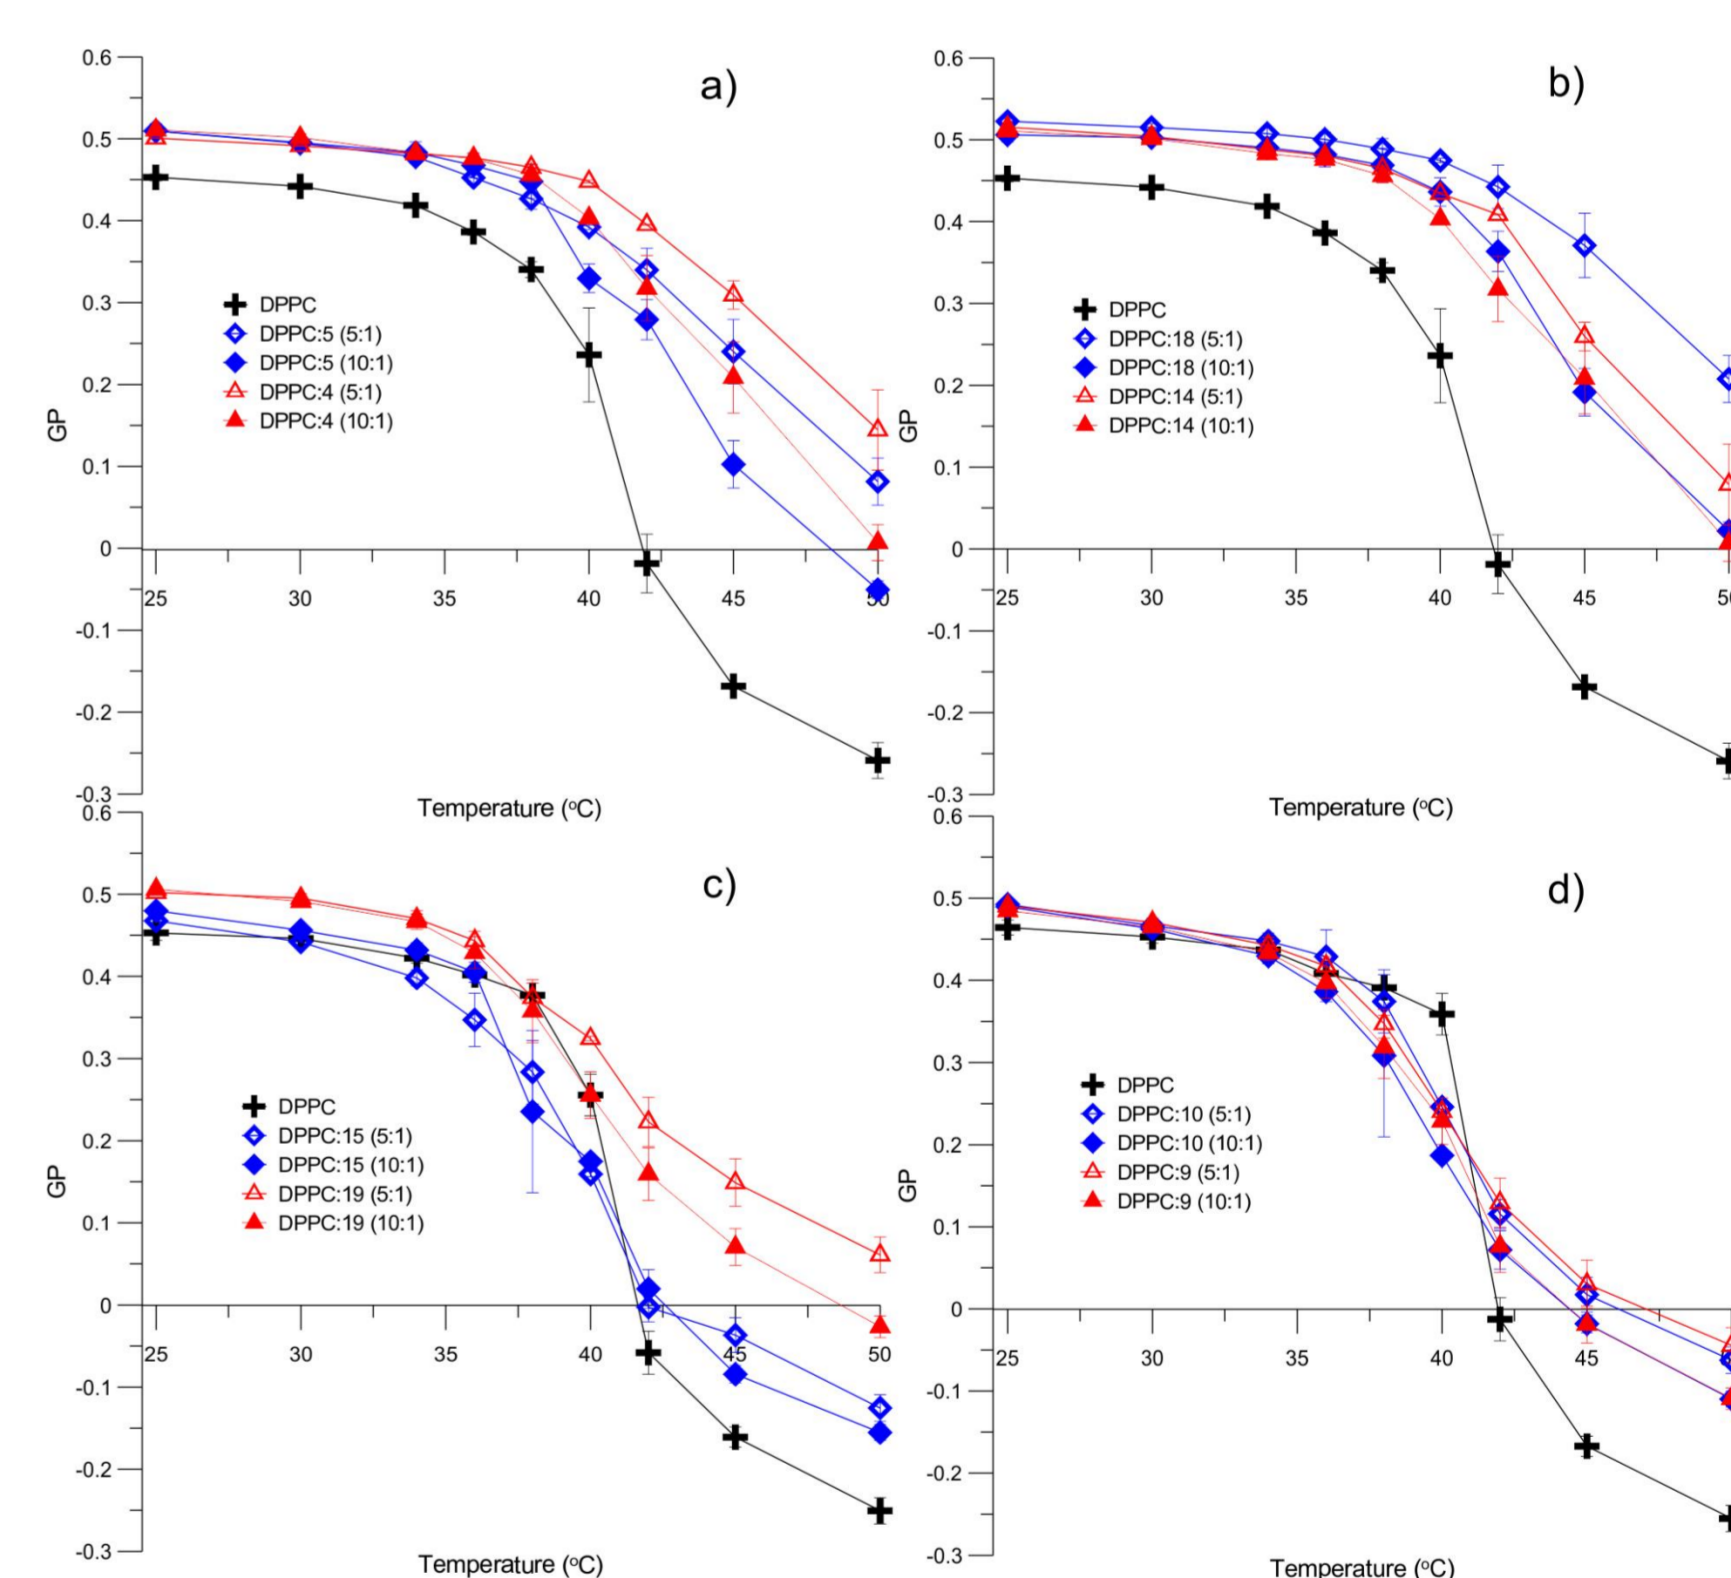 a)
0.6
0.5
0.4
0.3
0.2
0.1
0
-0.1
-0.2
-0.3
GP
DPPC
DPPC:5 (5:1)
DPPC:5 (10:1)
DPPC:4 (5:1)
DPPC:4 (10:1)
25 30 35 40 45 50
Temperature (°C)
b)
0.6
0.5
0.4
0.3
0.2
0.1
0
-0.1
-0.2
-0.3
GP
DPPC
DPPC:18 (5:1)
DPPC:18 (10:1)
DPPC:14 (5:1)
DPPC:14 (10:1)
25 30 35 40 45
Temperature (°C)
c)
0.6
0.5
0.4
0.3
0.2
0.1
0
-0.1
-0.2
-0.3
GP
DPPC
DPPC:15 (5:1)
DPPC:15 (10:1)
DPPC:19 (5:1)
DPPC:19 (10:1)
25 30 35 40 45 50
Temperature (°C)
d)
0.6
0.5
0.4
0.3
0.2
0.1
0
-0.1
-0.2
-0.3
GP
DPPC
DPPC:10 (5:1)
DPPC:10 (10:1)
DPPC:9 (5:1)
DPPC:9 (10:1)
25 30 35 40 45
Temperature (°C)